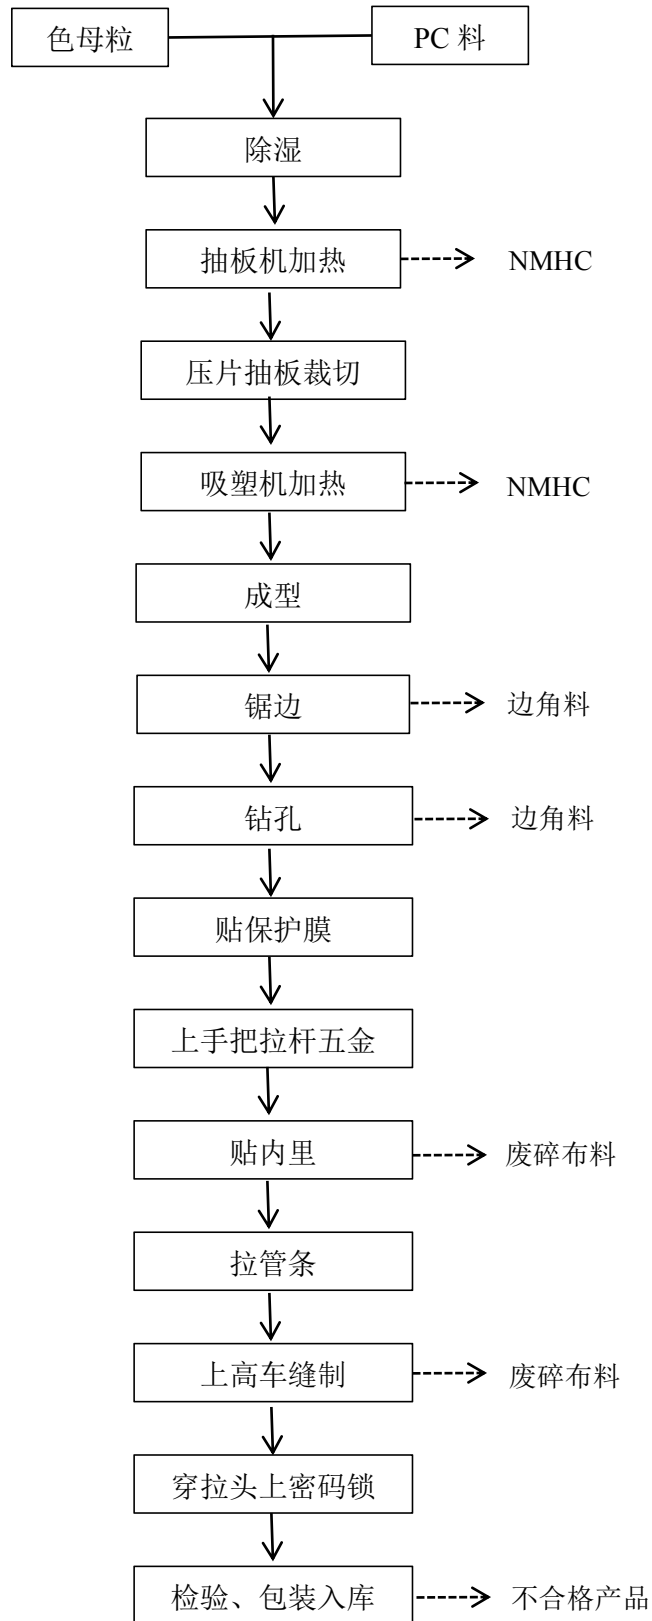 色母粒
PC 料
除湿
抽板机加热
NMHC
压片抽板裁切
吸塑机加热
NMHC
成型
锯边
边角料
钻孔
边角料
贴保护膜
上手把拉杆五金
贴内里
废碎布料
拉管条
上高车缝制
废碎布料
穿拉头上密码锁
检验、包装入库
不合格产品